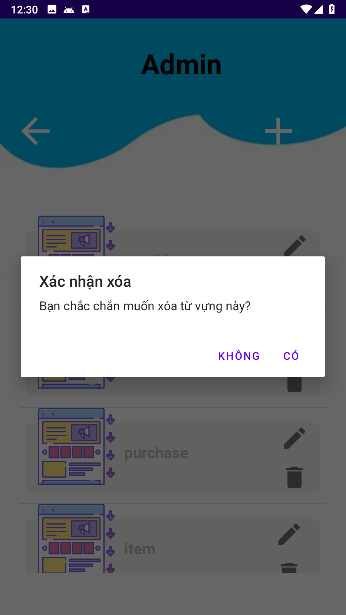 12:30
Admin
Xác nhận xóa
Bạn chắc chắn muốn xóa từ vựng này?
KHÔNG CÓ
purchase
item